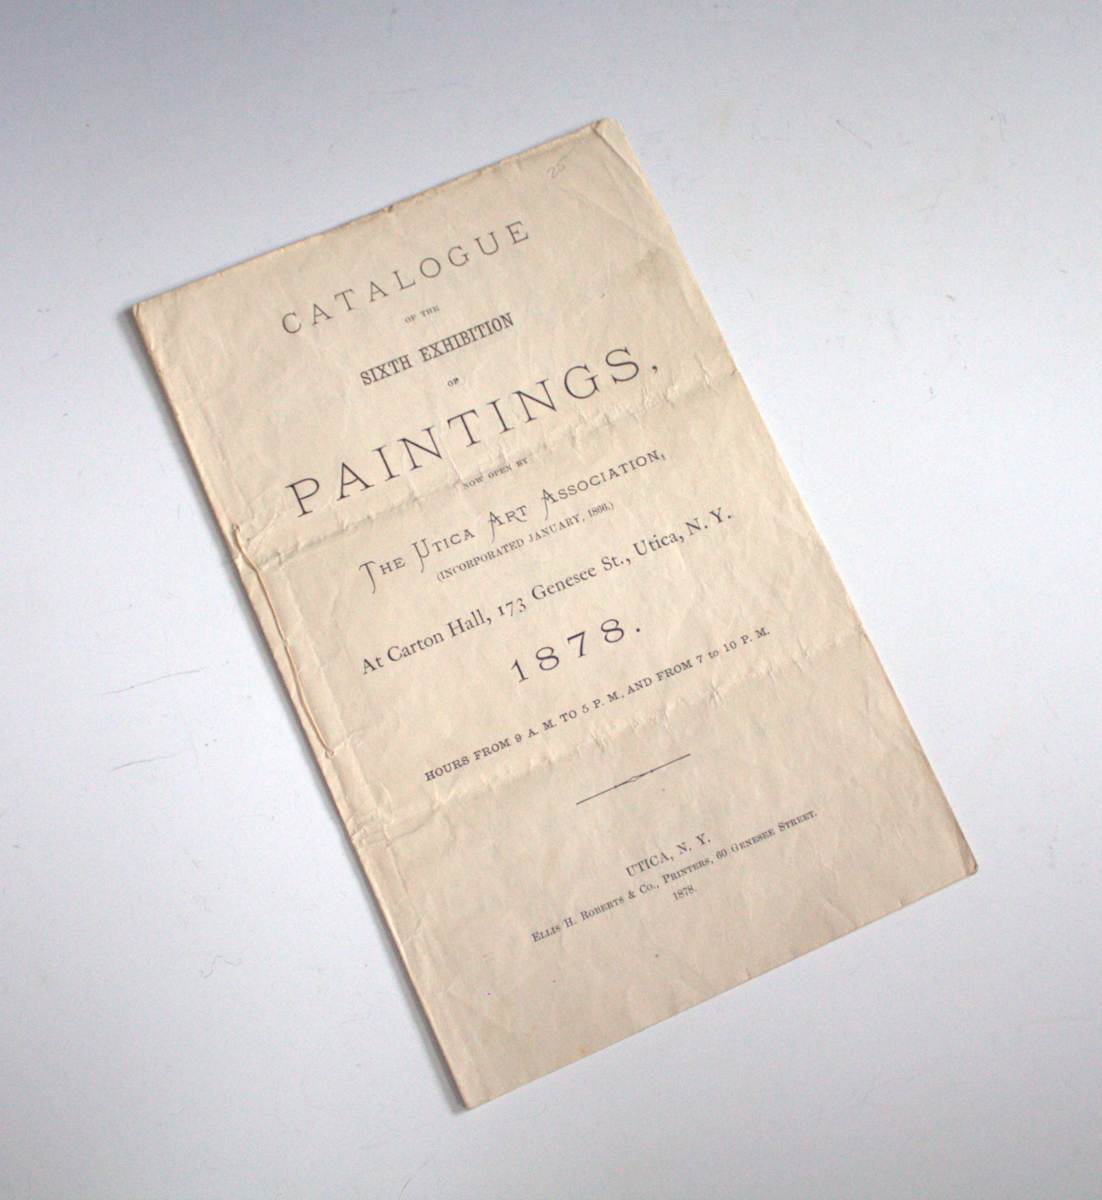 25
CATALOGUE
OF THE
SIXTH EXHIBITION
OF
PAINTINGS,
NOW OPEN BY
THE UTICA ART ASSOCIATION,
(INCORPORATED JANUARY, 1866.)
At Carton Hall, 173 Genesee St., Utica, N. Y.
1878.
HOURS FROM 9 A. M. TO 5 P. M., AND FROM 7 to 10 P. M.
UTICA, N. Y.
ELLIS H. ROBERTS & CO., PRINTERS, 60 GENESEE STREET.
1878.